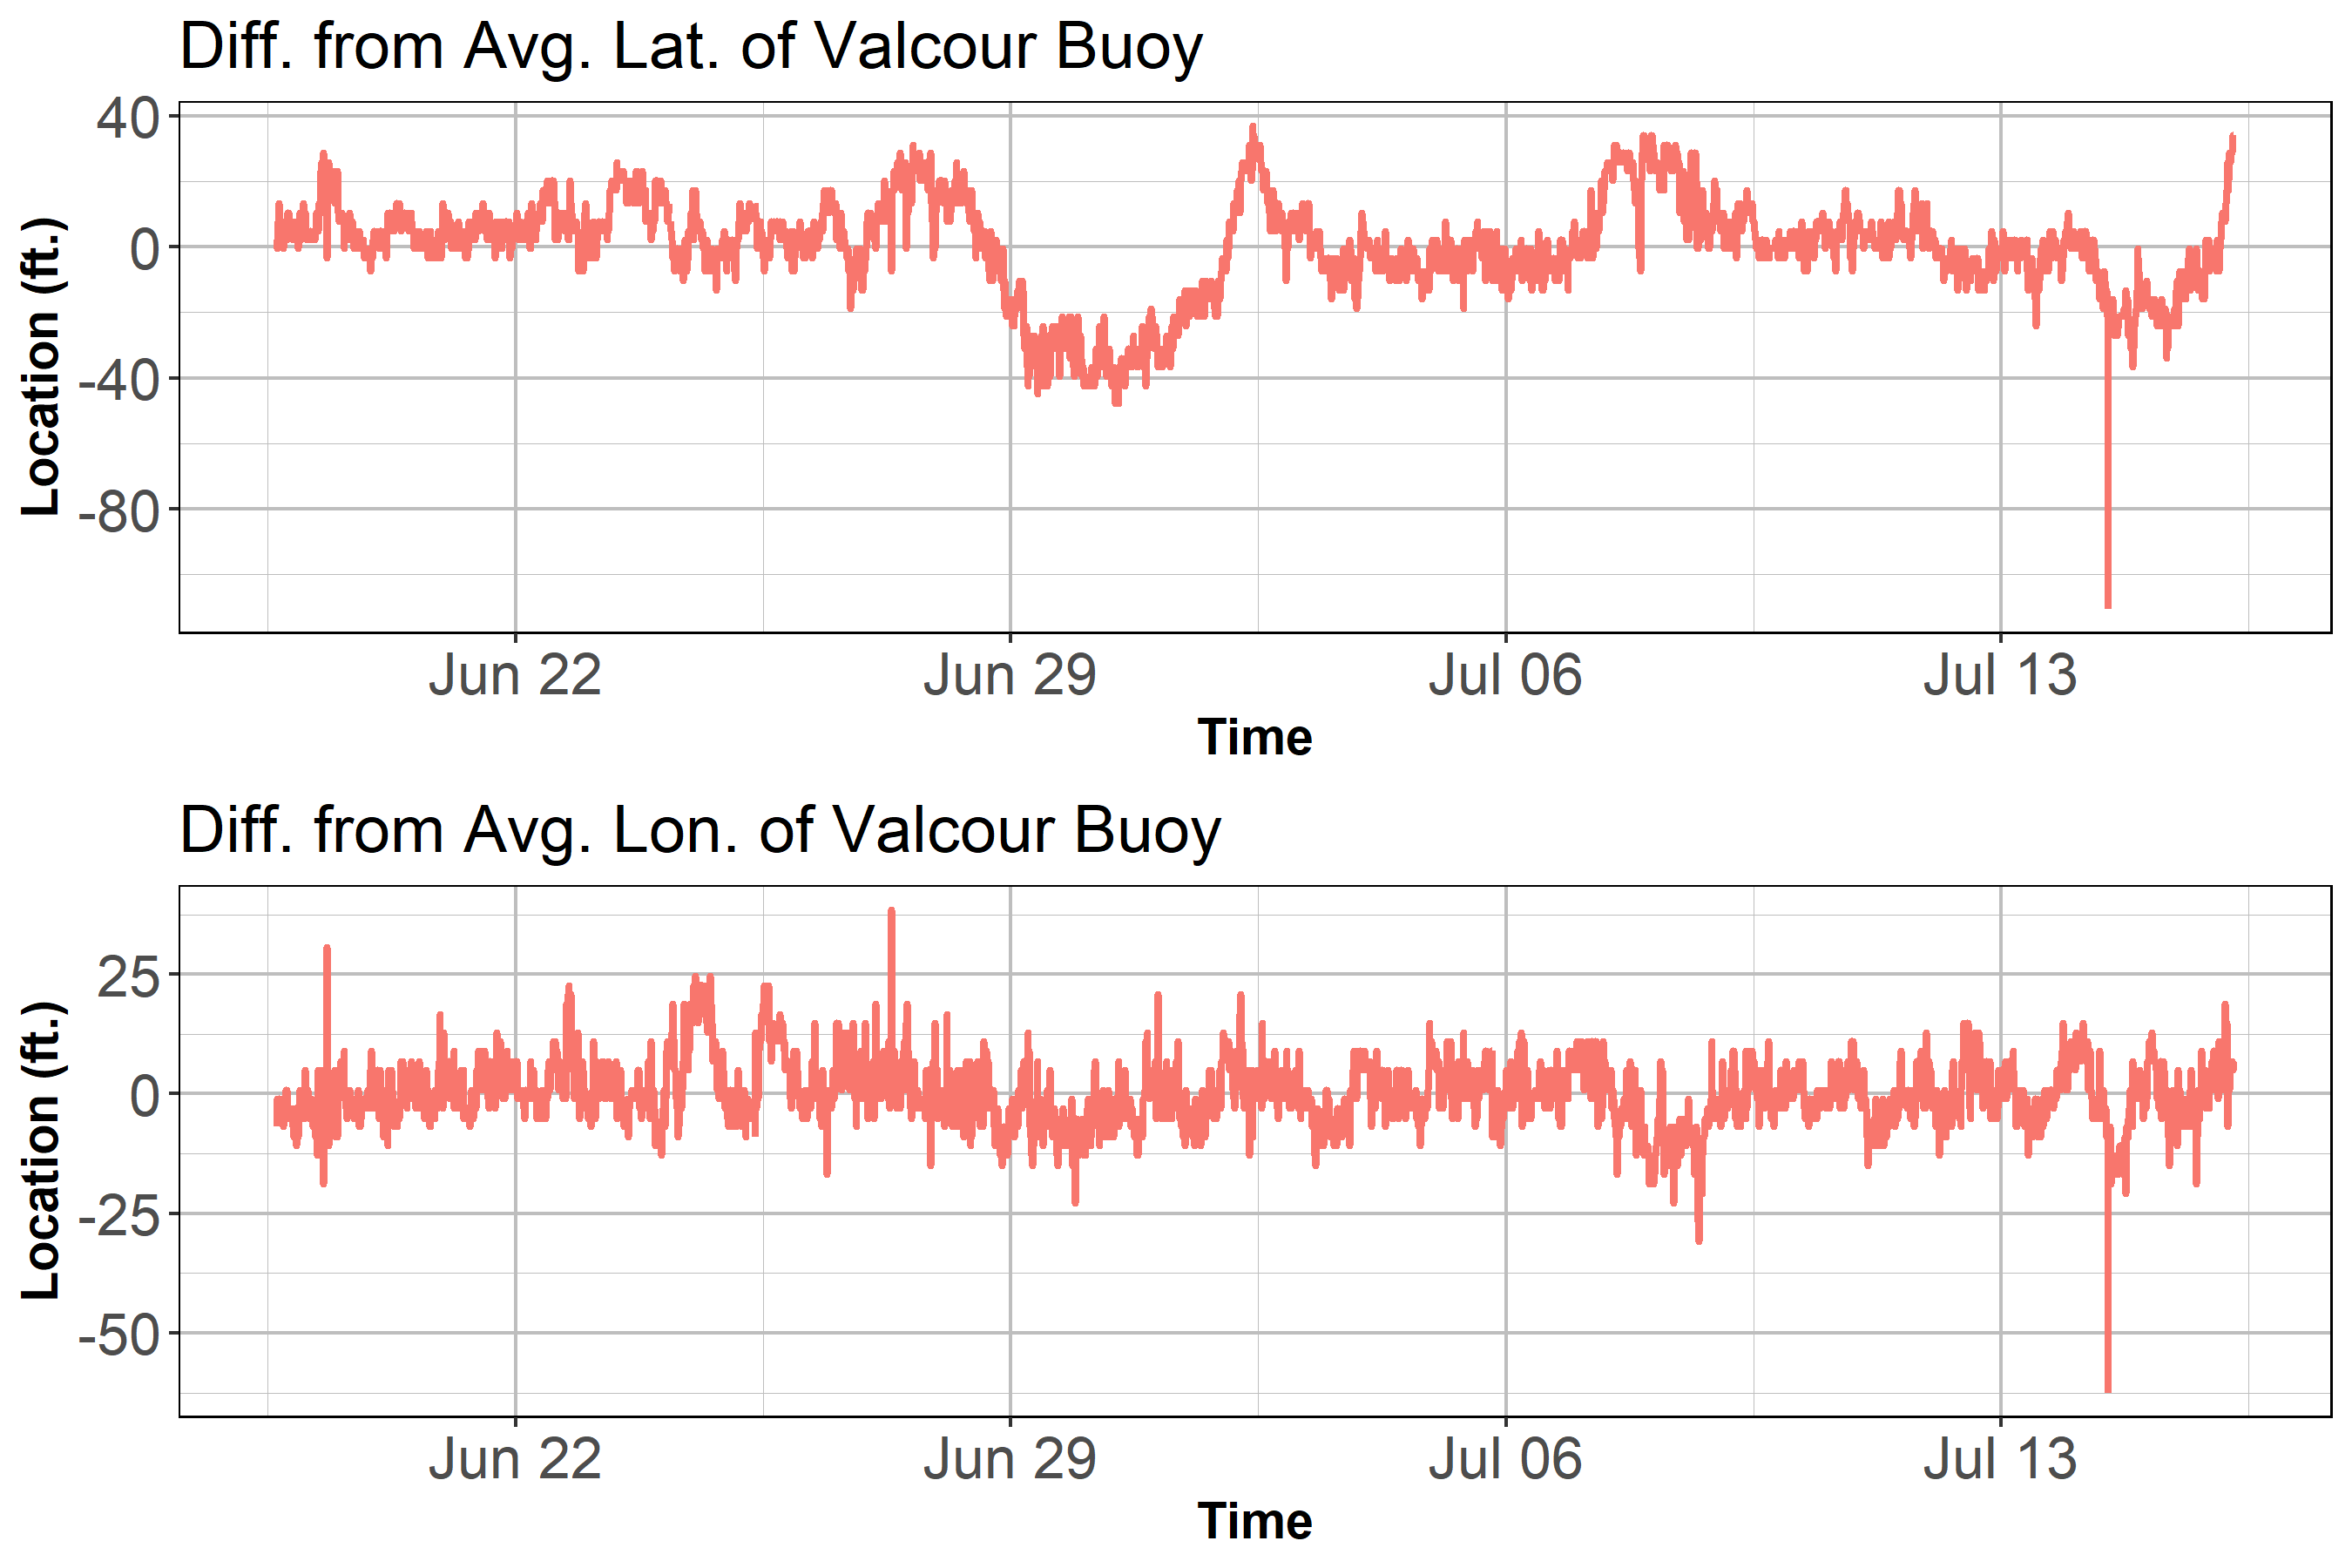 Diff. from Avg. Lat. of Valcour Buoy
40
0
-40
-80
Location (ft.)
Jun 22 Jun 29 Jul 06 Jul 13
Time
Diff. from Avg. Lon. of Valcour Buoy
25
0
-25
-50
Location (ft.)
Jun 22 Jun 29 Jul 06 Jul 13
Time